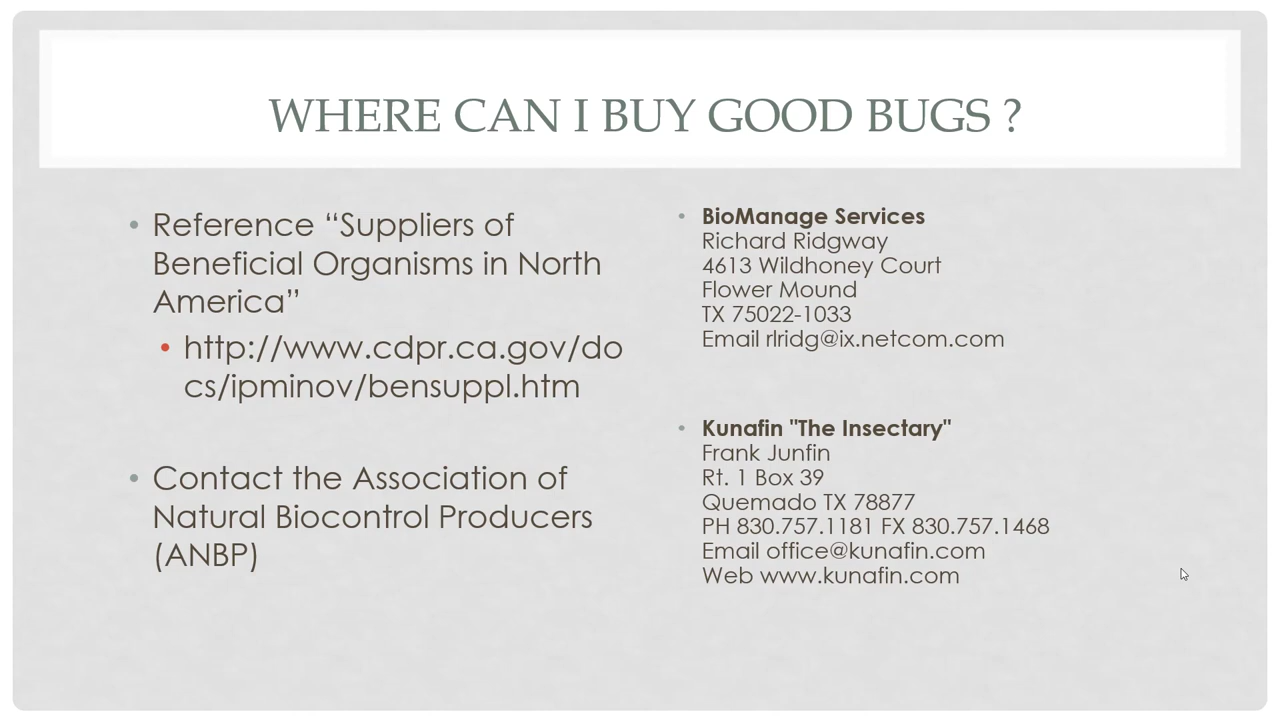 WHERE CAN I BUY GOOD BUGS ?
• Reference “Suppliers of
Beneficial Organisms in North
America”
• http://www.cdpr.ca.gov/do
cs/ipminov/bensuppl.htm
• Contact the Association of
Natural Biocontrol Producers
(ANBP)
• BioManage Services
Richard Ridgway
4613 Wildhoney Court
Flower Mound
TX 75022-1033
Email rlridg@ix.netcom.com
• Kunafin "The Insectary"
Frank Junfin
Rt. 1 Box 39
Quemado TX 78877
PH 830.757.1181 FX 830.757.1468
Email office@kunafin.com
Web www.kunafin.com